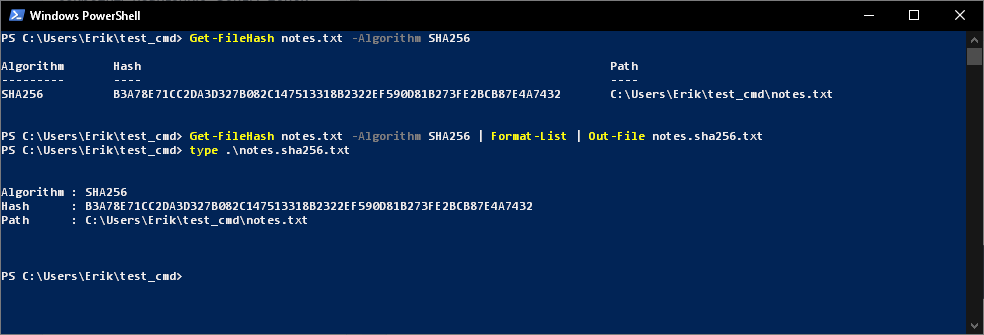 Windows PowerShell
PS C:\Users\Erik\test_cmd> Get-FileHash notes.txt -Algorithm SHA256
Algorithm Hash Path
--------- ---- ----
SHA256 B3A78E71CC2DA3D327B082C147513318B2322EF590D81B273FE2BCB87E4A7432 C:\Users\Erik\test_cmd\notes.txt
PS C:\Users\Erik\test_cmd> Get-FileHash notes.txt -Algorithm SHA256 | Format-List | Out-File notes.sha256.txt
PS C:\Users\Erik\test_cmd> type .\notes.sha256.txt
Algorithm : SHA256
Hash : B3A78E71CC2DA3D327B082C147513318B2322EF590D81B273FE2BCB87E4A7432
Path : C:\Users\Erik\test_cmd\notes.txt
PS C:\Users\Erik\test_cmd>